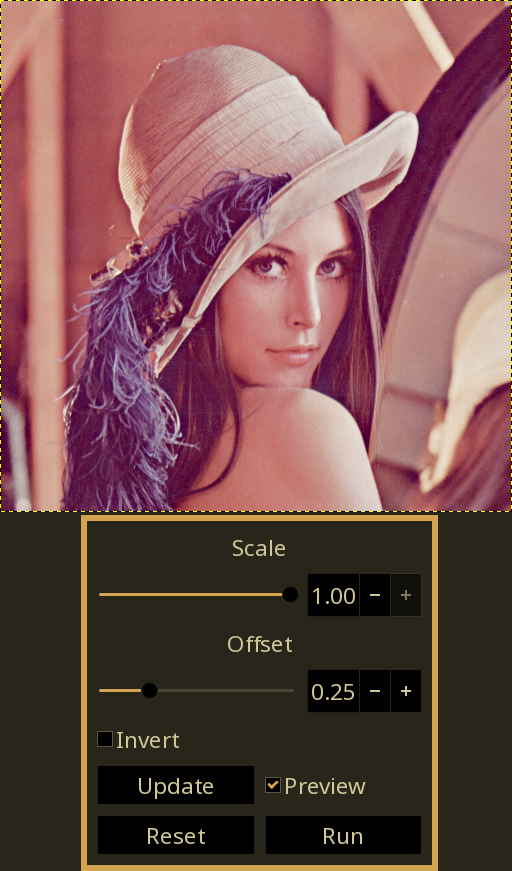 Scale
1.00 − +
Offset
0.25 − +
Invert
Update Preview
Reset Run